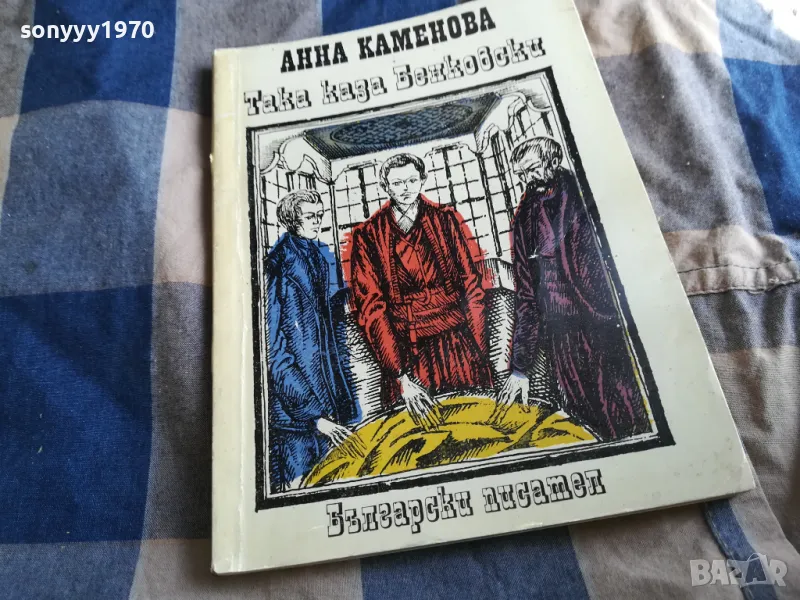 sonyyy1970
АННА КАМЕНОВА
Така каза Бенковски
Български писател
BAZAR